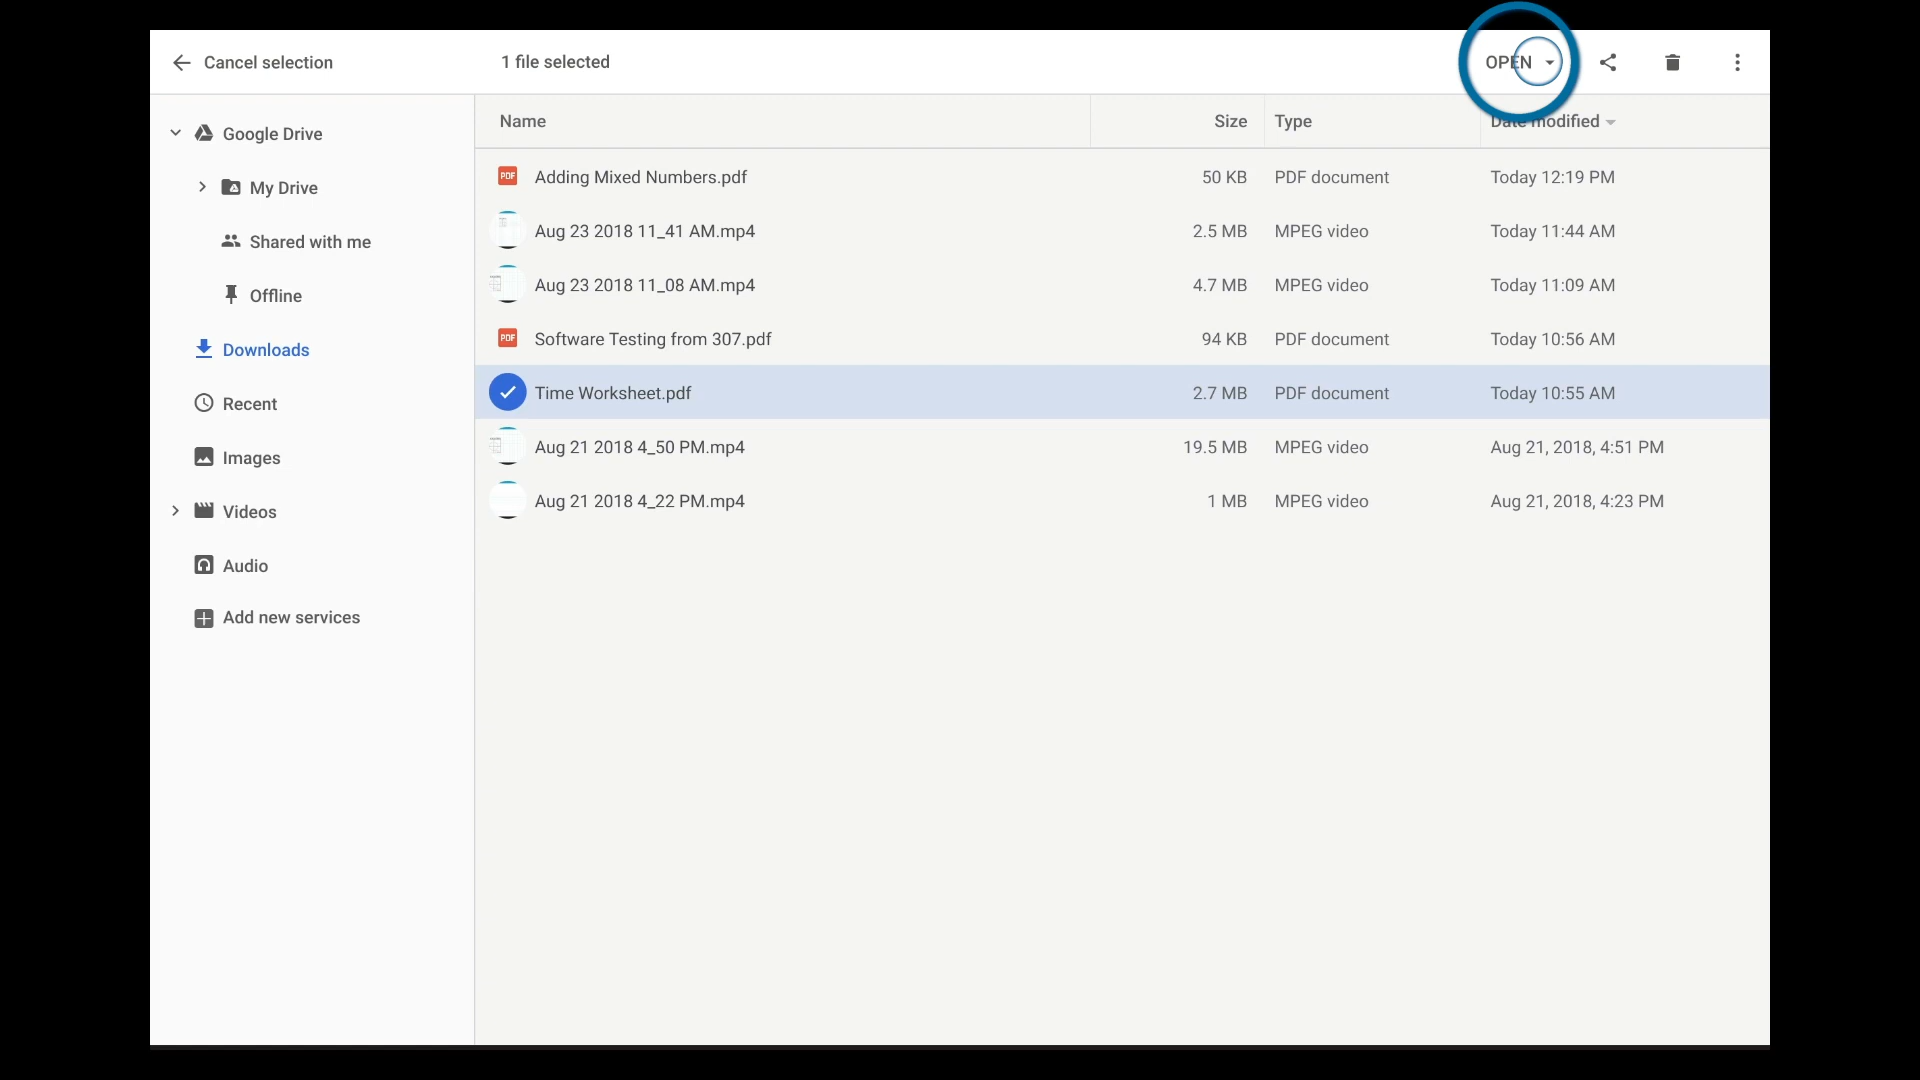 Cancel selection
1 file selected
OPEN
Google Drive
My Drive
Shared with me
Offline
Downloads
Recent
Images
Videos
Audio
Add new services
Name Size Type Date modified
PDF Adding Mixed Numbers.pdf 50 KB PDF document Today 12:19 PM
Aug 23 2018 11_41 AM.mp4 2.5 MB MPEG video Today 11:44 AM
Aug 23 2018 11_08 AM.mp4 4.7 MB MPEG video Today 11:09 AM
PDF Software Testing from 307.pdf 94 KB PDF document Today 10:56 AM
Time Worksheet.pdf 2.7 MB PDF document Today 10:55 AM
Aug 21 2018 4_50 PM.mp4 19.5 MB MPEG video Aug 21, 2018, 4:51 PM
Aug 21 2018 4_22 PM.mp4 1 MB MPEG video Aug 21, 2018, 4:23 PM